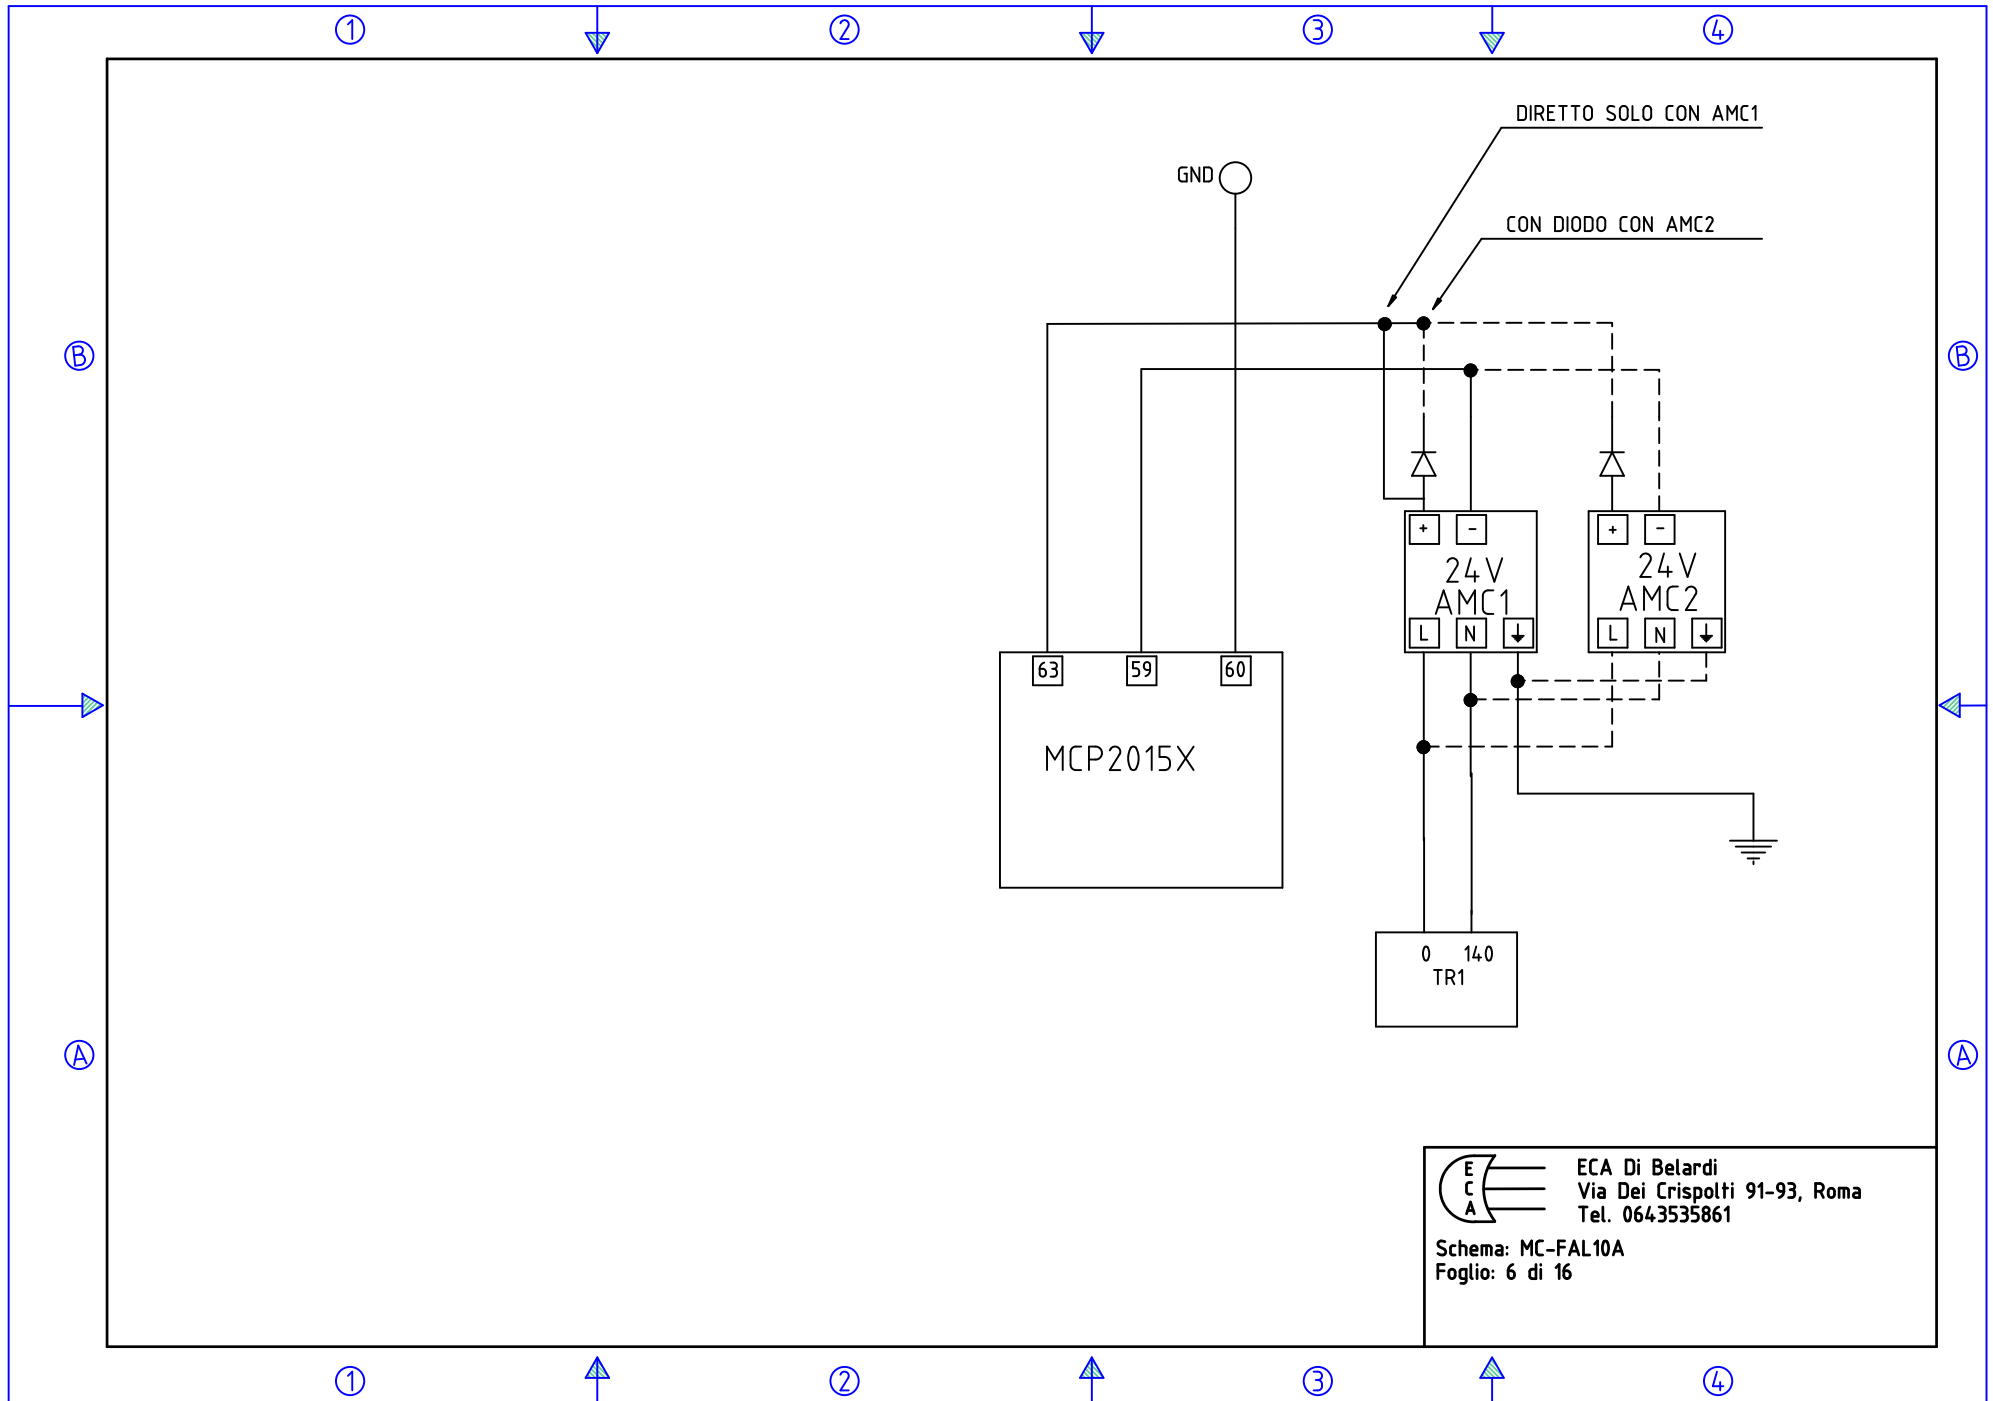 1 2 3 4
DIRETTO SOLO CON AMC1
GND
CON DIODO CON AMC2
B B
+ - + -
24V 24V
AMC1 AMC2
L N L N
63 59 60
MCP2015X
0 140
TR1
A A
E
C
A
ECA Di Belardi
Via Dei Crispolti 91-93, Roma
Tel. 0643535861
Schema: MC-FAL10A
Foglio: 6 di 16
1 2 3 4